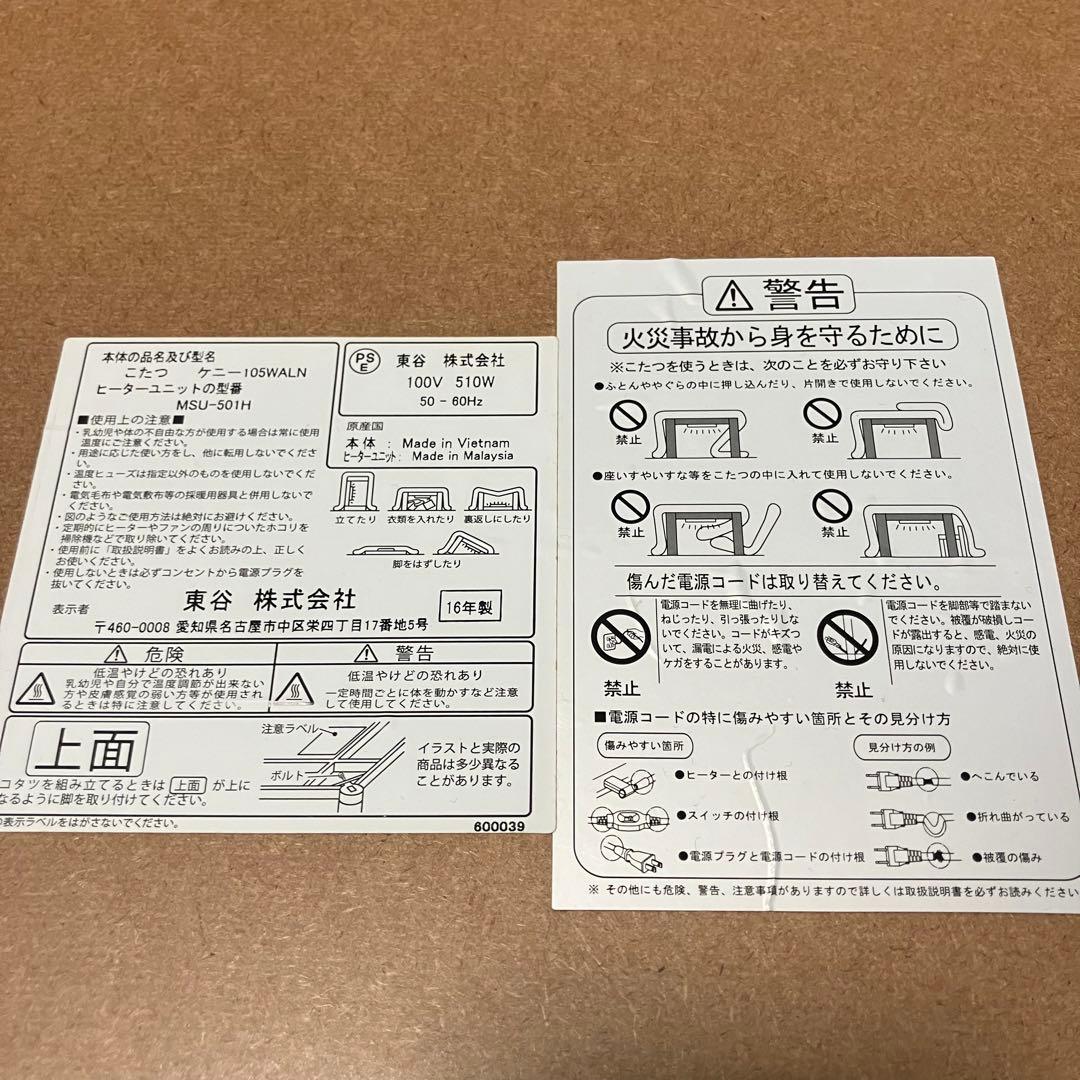 本体の品名及び型名
こたつ ケニー105WALN
ヒーターユニットの型番
MSU-501H
■使用上の注意■
・乳幼児や体の不自由な方が使用する場合は常に使用
温度にご注意ください。
・用途に応じた使い方をし、他に転用しないでくださ
い。
・温度ヒューズは指定以外のものを使用しないでくだ
さい。
・電気毛布や電気敷布等の採暖用器具と併用しないで
ください。
・図のようなご使用方法は絶対にお避けください。
・定期的にヒーターやファンの周りについたホコリを
掃除機などで取り除いてください。
・使用前に「取扱説明書」をよくお読みの上、正しく
お使いください。
・使用しないときは必ずコンセントから電源プラグを
抜いてください。
PSE 東谷 株式会社
100V 510W
50 - 60Hz
原産国
本体 : Made in Vietnam
ヒーターユニット: Made in Malaysia
立てたり 衣類を入れたり 裏返しにしたり
脚をはずしたり
表示者 東谷 株式会社 16年製
〒460-0008 愛知県名古屋市中区栄四丁目17番地5号
危険
低温やけどの恐れあり
乳幼児や自分で温度調節が出来ない
方や皮膚感覚の弱い方等が使用され
るときは特に注意してください。
警告
低温やけどの恐れあり
一定時間ごとに体を動かすなど注意
して使用してください。
上面
コタツを組み立てるときは 上面 が上に
なるように脚を取り付けてください。
注意ラベル
ボルト
イラストと実際の
商品は多少異なる
ことがあります。
の表示ラベルをはがさないでください。
600039
警告
火災事故から身を守るために
※こたつを使うときは、次のことを必ずお守り下さい
●ふとんややぐらの中に押し込んだり、片開きで使用しないでください。
禁止 禁止
●座いすやいすな等をこたつの中に入れて使用しないでください。
禁止 禁止
傷んだ電源コードは取り替えてください。
電源コードを無理に曲げたり、
ねじったり、引っ張ったりしな
いでください。コードがキズつ
いて、漏電による火災、感電や
ケガをすることがあります。
禁止
電源コードを脚部等で踏まない
でください。被覆が破損しコー
ドが露出すると、感電、火災の
原因になりますので、絶対に使
用しないでください。
禁止
■電源コードの特に傷みやすい箇所とその見分け方
傷みやすい箇所 見分け方の例
●ヒーターとの付け根 ●へこんでいる
●スイッチの付け根 ●折れ曲がっている
●電源プラグと電源コードの付け根 ●被覆の傷み
※ その他にも危険、警告、注意事項がありますので詳しくは取扱説明書を必ずお読みください